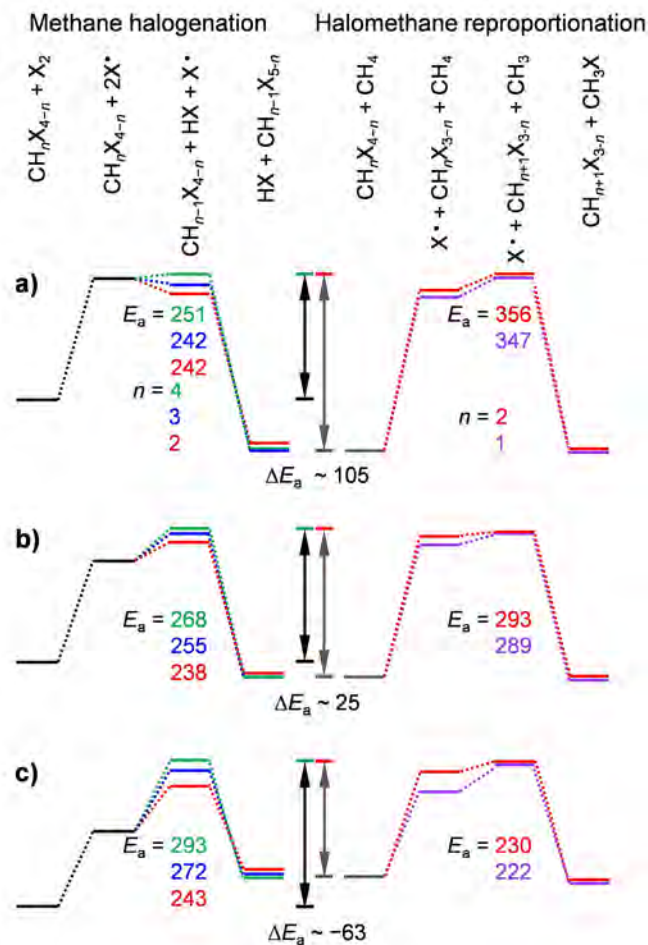 Methane halogenation
Halomethane reproportionation
CHₙX₄₋ₙ + X₂
CHₙX₄₋ₙ + 2X•
CHₙ₋₁X₄₋ₙ + HX + X•
HX + CHₙ₋₁X₅₋ₙ
CHₙX₄₋ₙ + CH₄
X• + CHₙX₃₋ₙ + CH₄
X• + CHₙ₊₁X₃₋ₙ + CH₃
CHₙ₊₁X₃₋ₙ + CH₃X
a)
Eₐ = 251
242
242
n = 4
3
2
Eₐ = 356
347
n = 2
1
ΔEₐ ~ 105
b)
Eₐ = 268
255
238
Eₐ = 293
289
ΔEₐ ~ 25
c)
Eₐ = 293
272
243
Eₐ = 230
222
ΔEₐ ~ −63